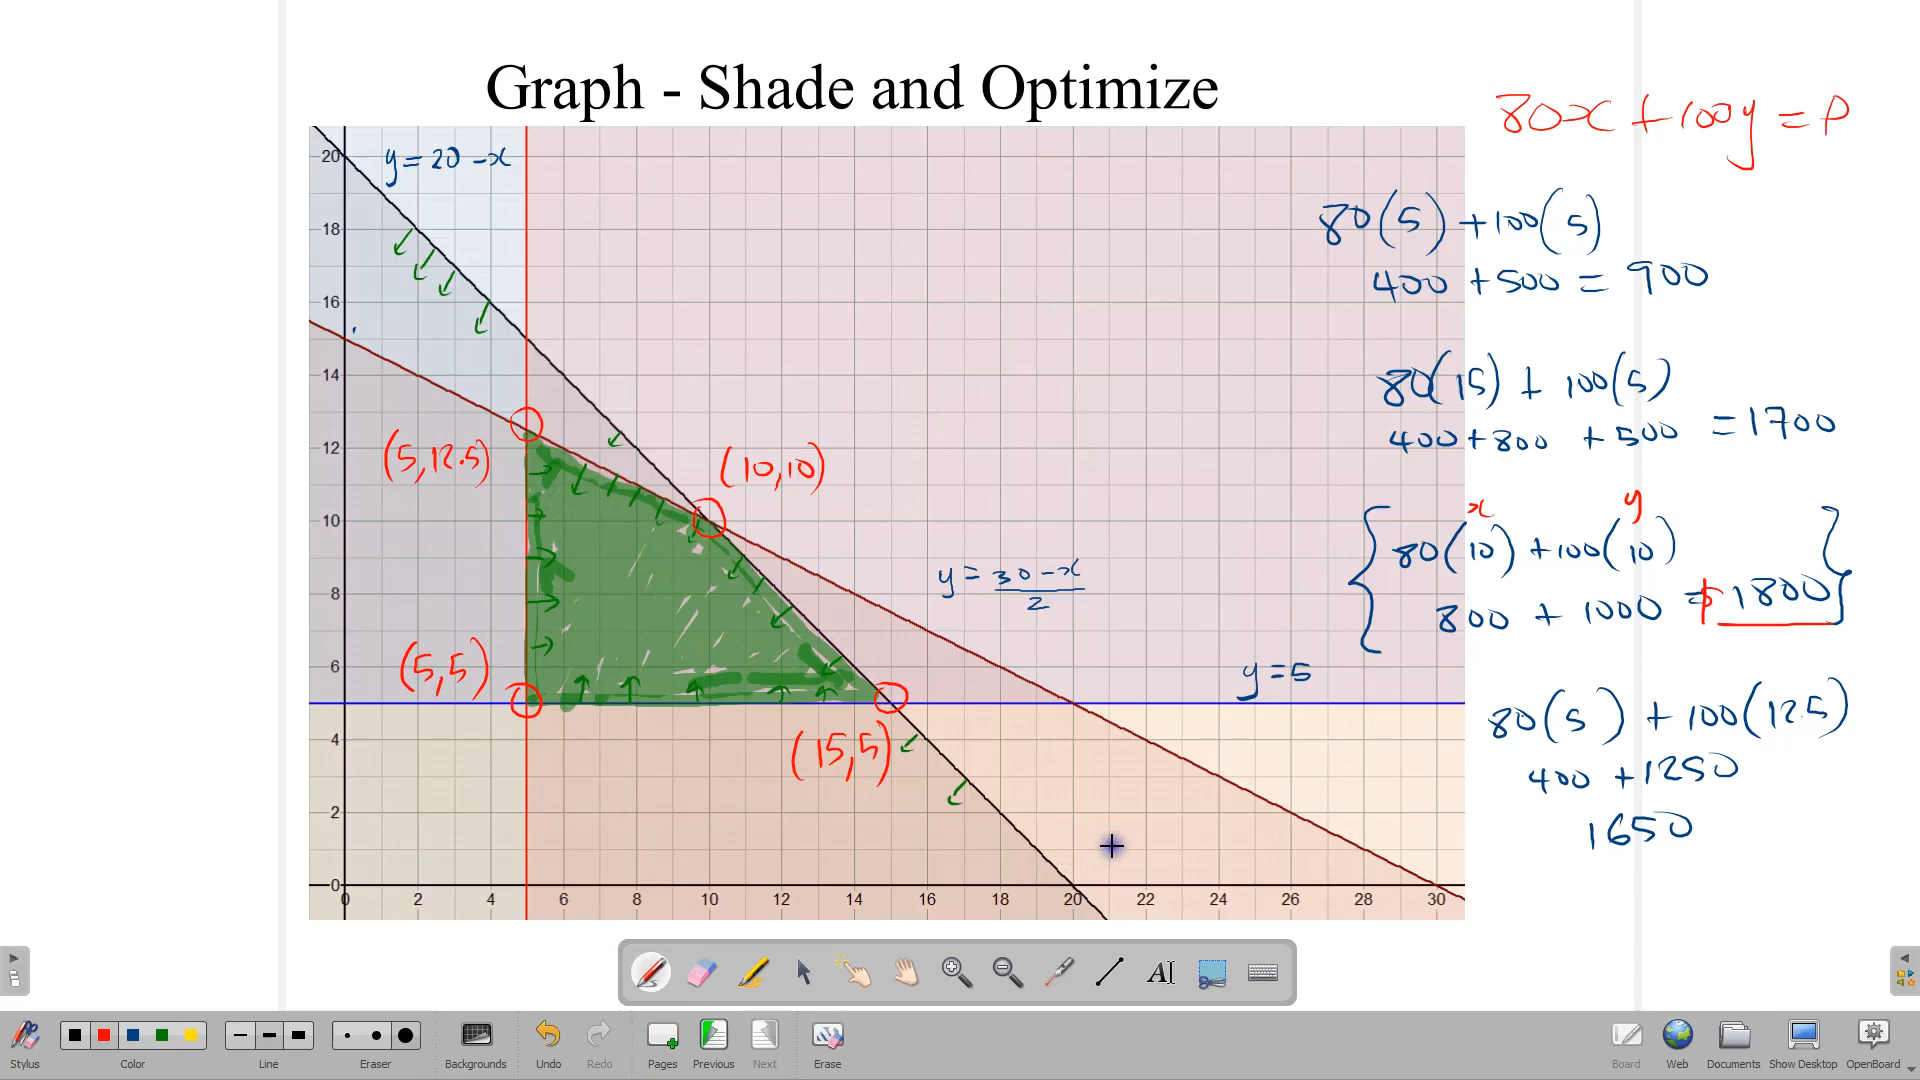 Graph - Shade and Optimize
80x + 100y = P
y = 20 - x
80(5) + 100(5)
400 + 500 = 900
80(15) + 100(5)
400 + 800 + 500 = 1700
(5, 12.5)
(10, 10)
x y
80(10) + 100(10)
800 + 1000 = $1800
y = 30 - x
2
(5, 5)
y = 5
(15, 5)
80(5) + 100(12.5)
400 + 1250
1650
20
18
16
14
12
10
8
6
4
2
0
0 2 4 6 8 10 12 14 16 18 20 22 24 26 28 30
AI
Stylus Color Line Eraser Backgrounds Undo Redo Pages Previous Next Erase Board Web Documents Show Desktop OpenBoard